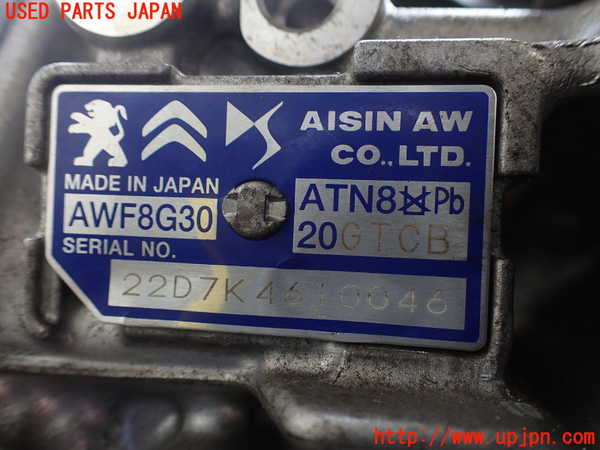 USED PARTS JAPAN
AISIN AW
CO.,LTD.
MADE IN JAPAN
AWF8G30
ATN8 Pb
20GTCB
SERIAL NO.
22D7K4610046
http://www.upjpn.com/